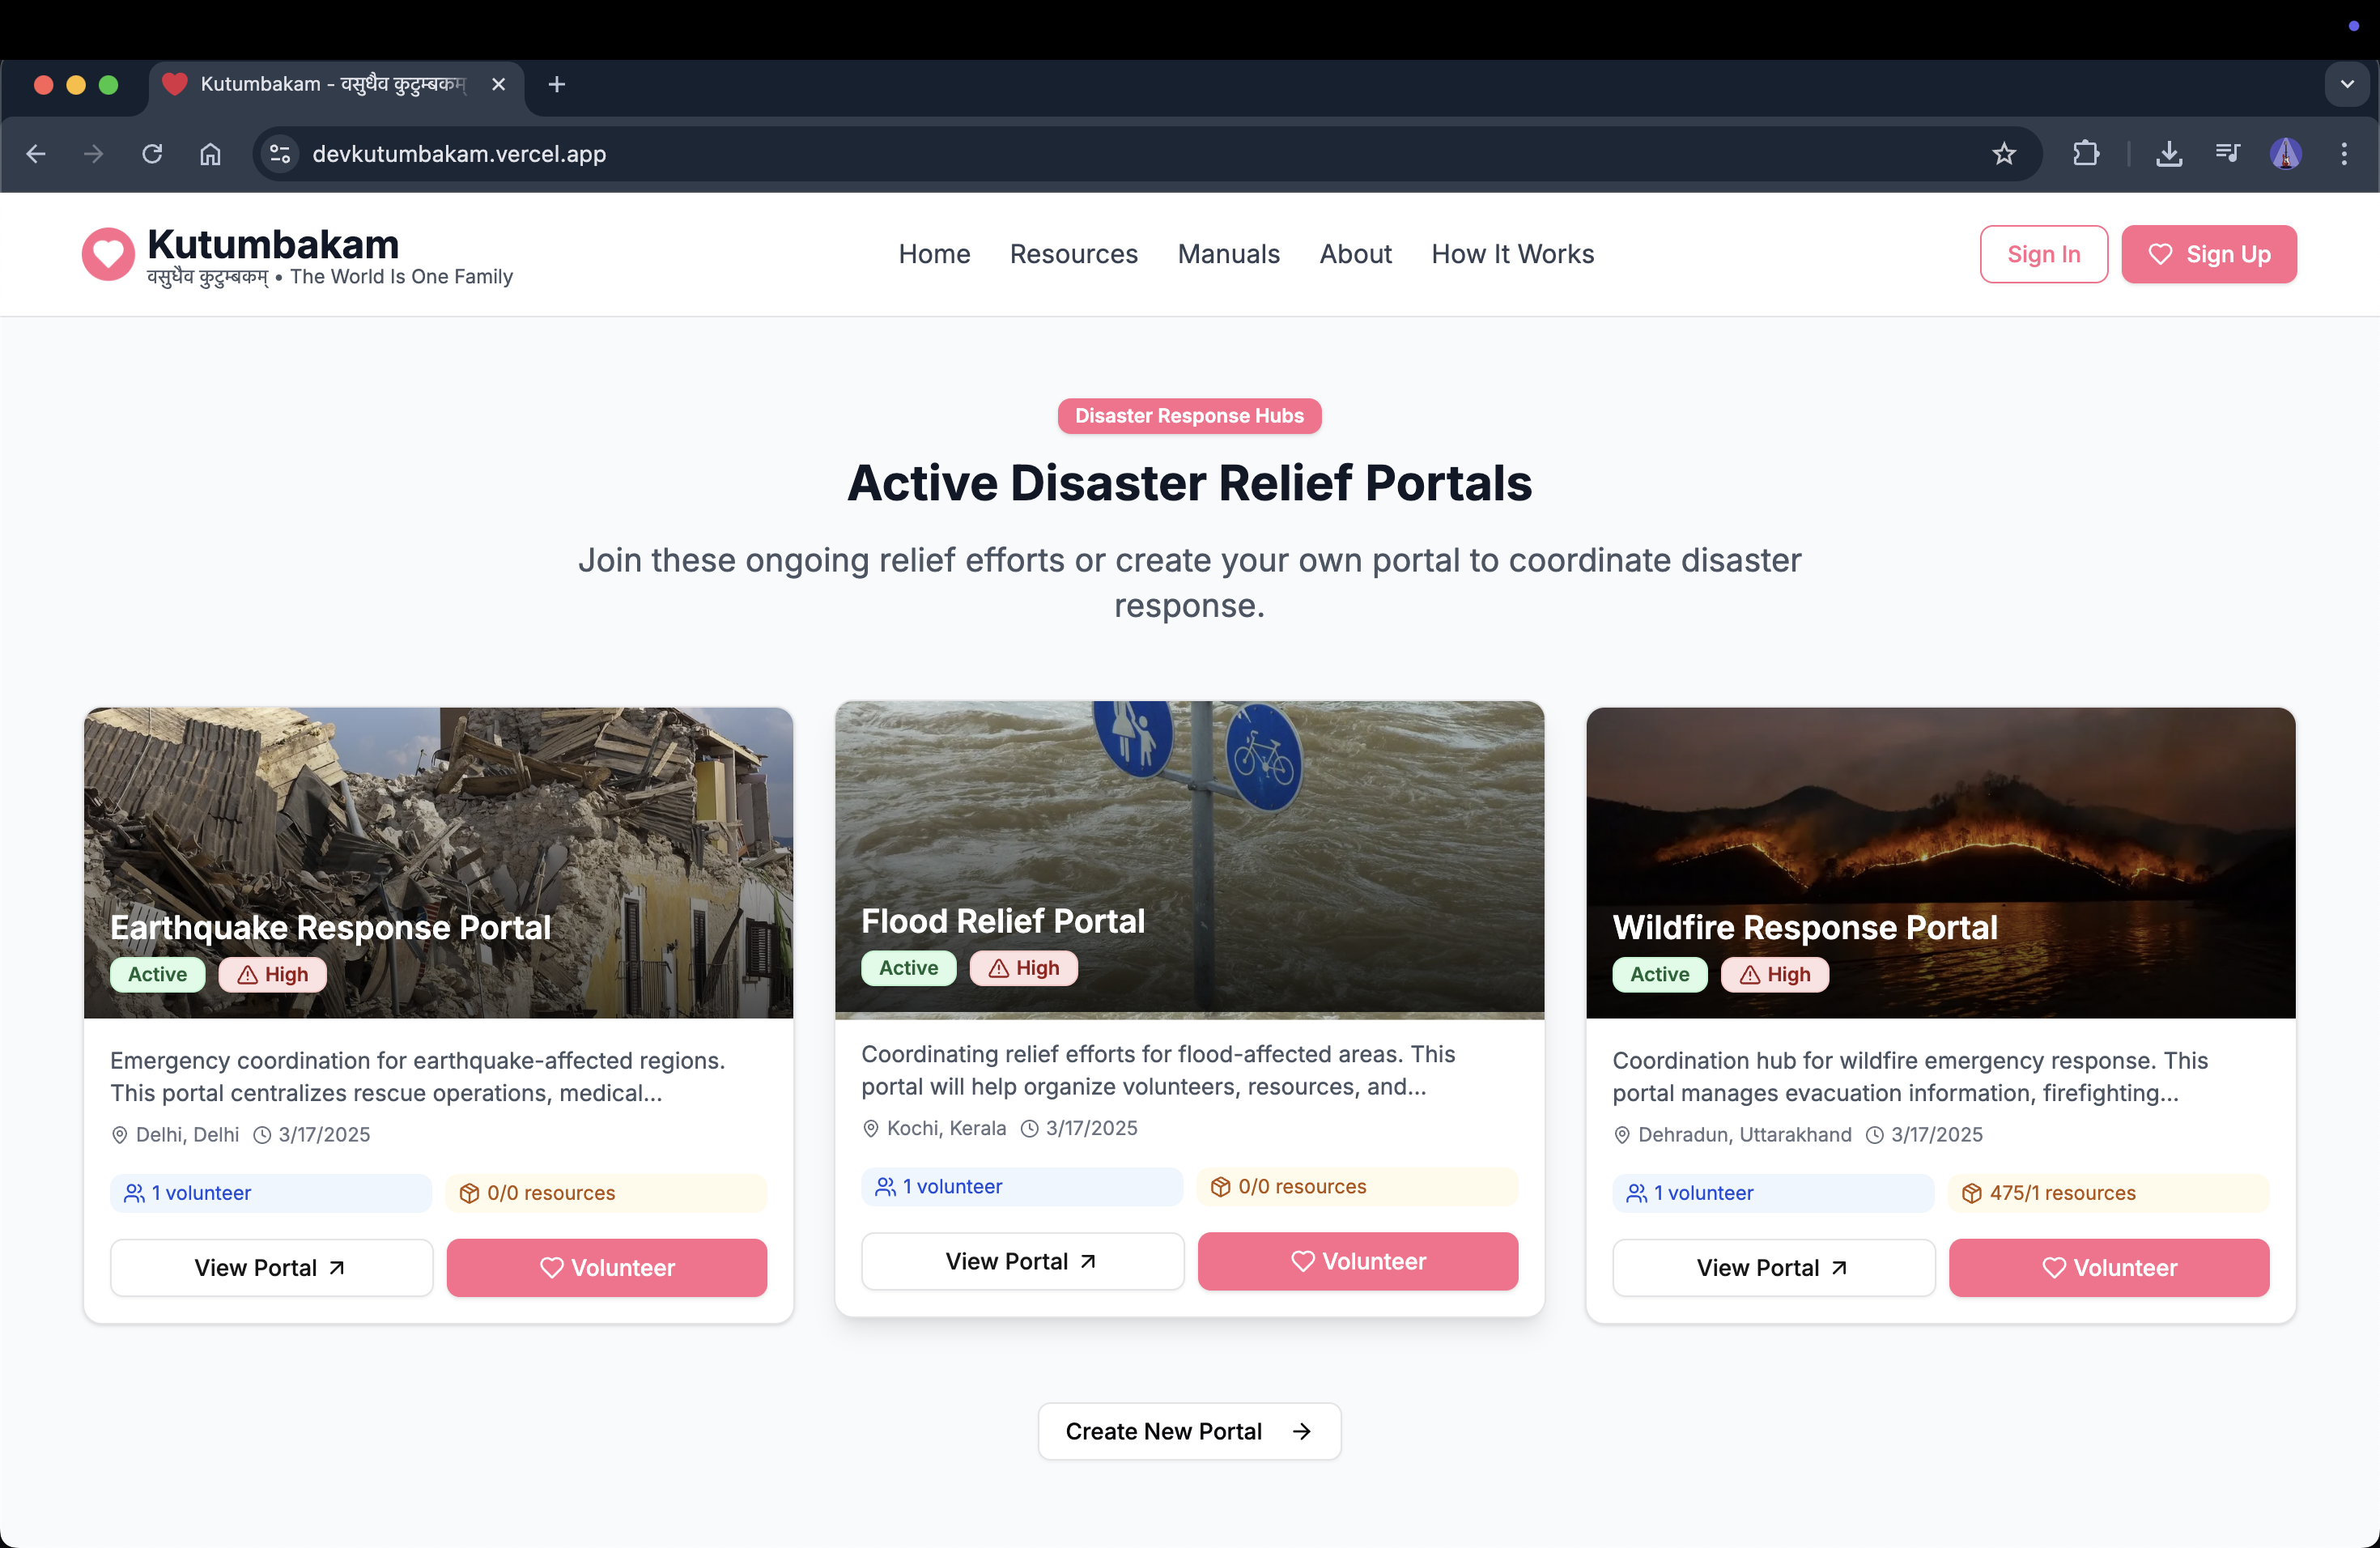 Kutumbakam - वसुधैव कुटुम्बकम्
devkutumbakam.vercel.app
Kutumbakam
वसुधैव कुटुम्बकम् • The World Is One Family
Home
Resources
Manuals
About
How It Works
Sign In
Sign Up
Disaster Response Hubs
Active Disaster Relief Portals
Join these ongoing relief efforts or create your own portal to coordinate disaster
response.
Earthquake Response Portal
Active
High
Emergency coordination for earthquake-affected regions.
This portal centralizes rescue operations, medical...
Delhi, Delhi 3/17/2025
1 volunteer
0/0 resources
View Portal
Volunteer
Flood Relief Portal
Active
High
Coordinating relief efforts for flood-affected areas. This
portal will help organize volunteers, resources, and...
Kochi, Kerala 3/17/2025
1 volunteer
0/0 resources
View Portal
Volunteer
Wildfire Response Portal
Active
High
Coordination hub for wildfire emergency response. This
portal manages evacuation information, firefighting...
Dehradun, Uttarakhand 3/17/2025
1 volunteer
475/1 resources
View Portal
Volunteer
Create New Portal